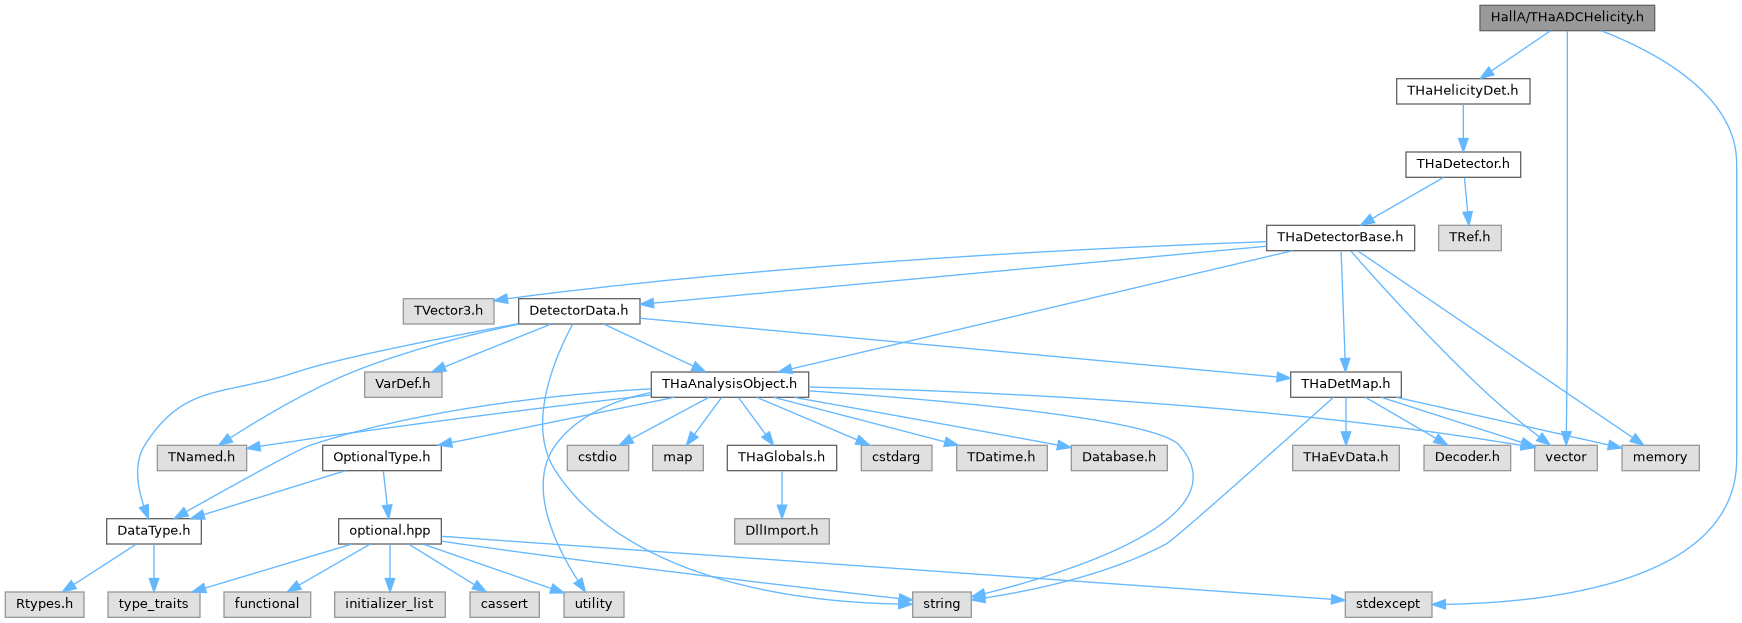 HallA/THaADCHelicity.h
THaHelicityDet.h
THaDetector.h
THaDetectorBase.h
TRef.h
TVector3.h
DetectorData.h
VarDef.h
THaAnalysisObject.h
THaDetMap.h
TNamed.h
OptionalType.h
cstdio
map
THaGlobals.h
cstdarg
TDatime.h
Database.h
THaEvData.h
Decoder.h
vector
memory
DataType.h
optional.hpp
DllImport.h
Rtypes.h
type_traits
functional
initializer_list
cassert
utility
string
stdexcept